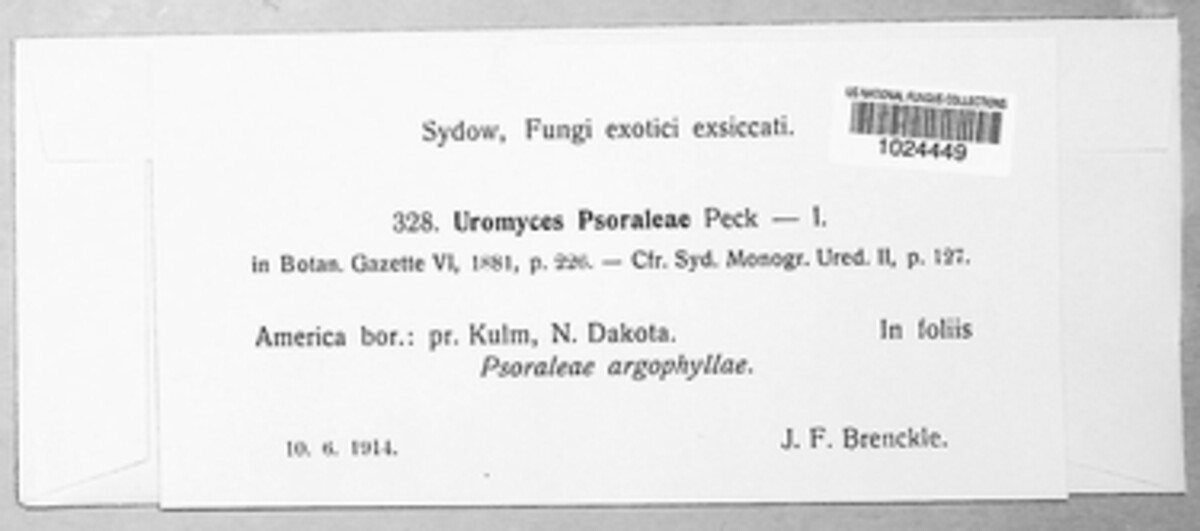 US NATIONAL FUNGUS COLLECTIONS
1024449
Sydow, Fungi exotici exsiccati.
328. Uromyces Psoraleae Peck — I.
in Botan. Gazette VI, 1881, p. 226. — Cfr. Syd. Monogr. Ured. II, p. 127.
America bor.: pr. Kulm, N. Dakota. In foliis
Psoraleae argophyllae.
10. 6. 1914. J. F. Brenckle.